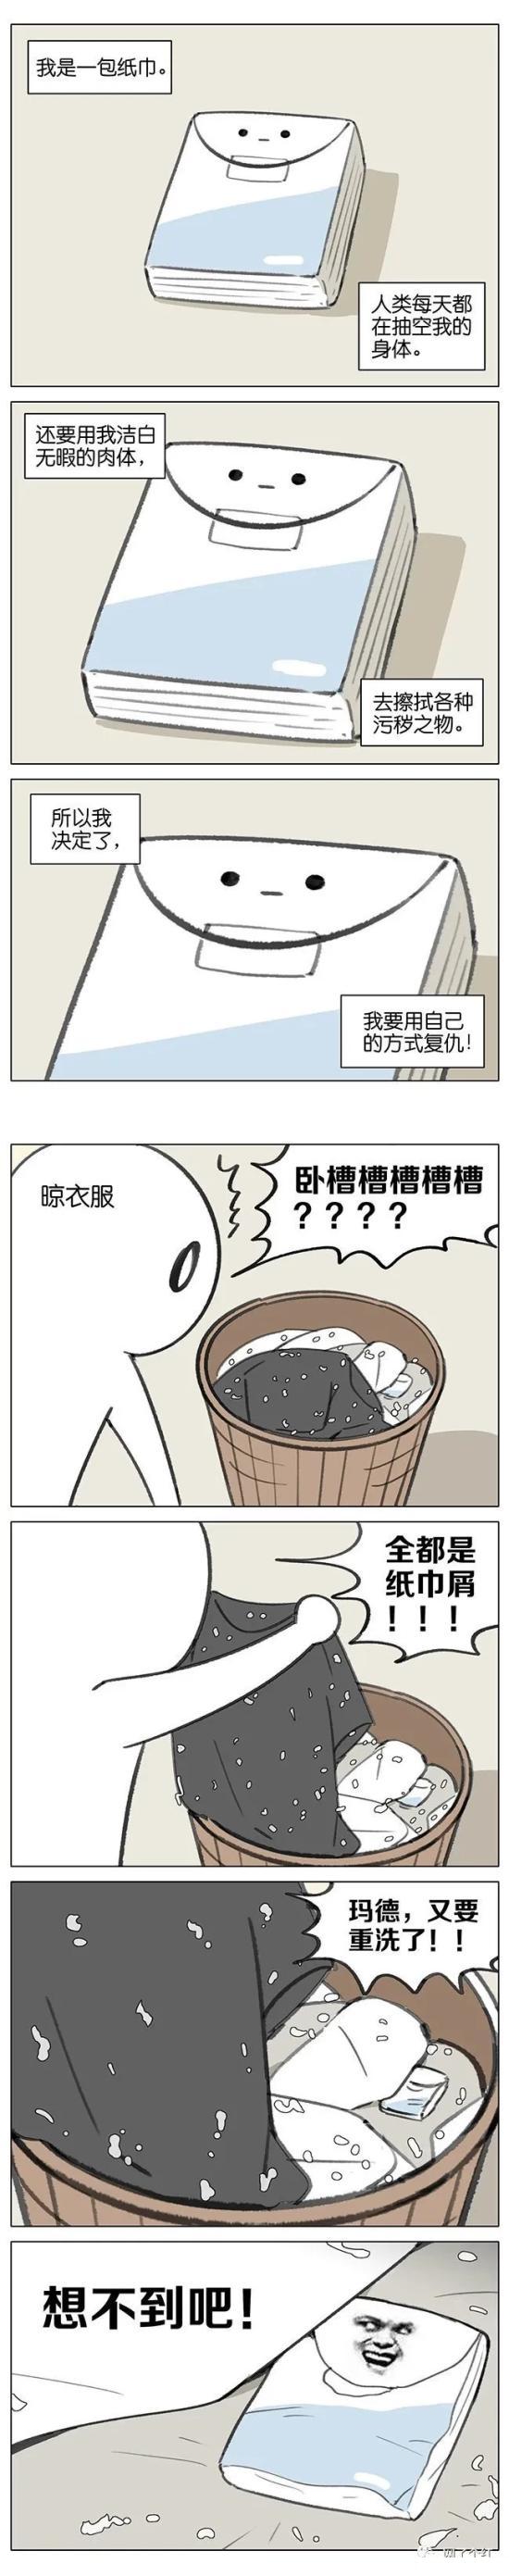 我是一包纸巾。
人类每天都
在抽空我的
身体。
还要用我洁白
无暇的肉体，
去擦拭各种
污秽之物。
所以我
决定了，
我要用自己
的方式复仇！
晾衣服
卧槽槽槽槽槽
？？？？
全都是
纸巾屑
！！！
玛德，又要
重洗了！！
想不到吧！